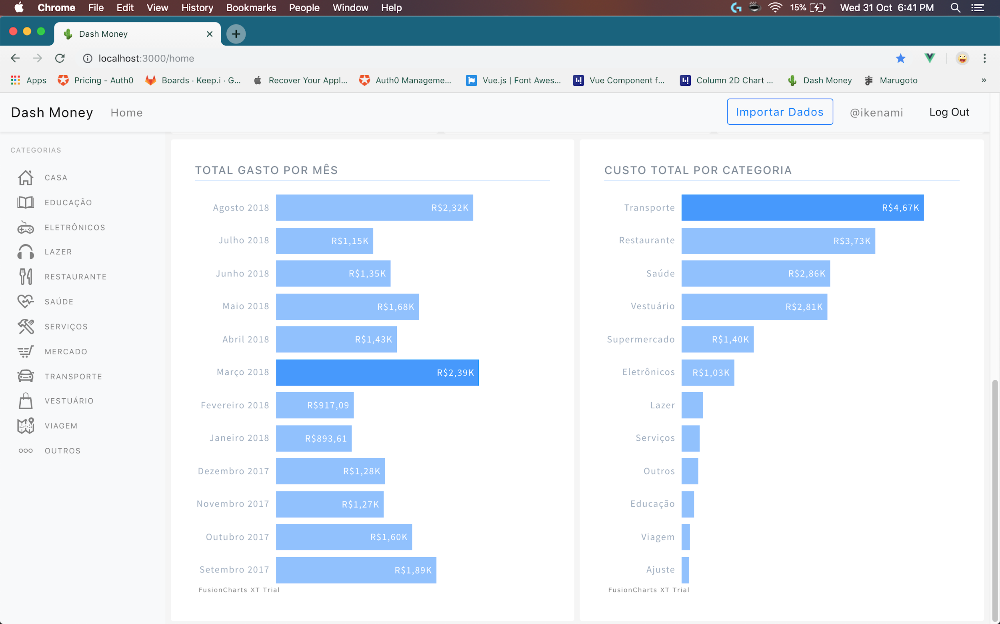 Chrome File Edit View History Bookmarks People Window Help 15% Wed 31 Oct 6:41 PM
Dash Money
localhost:3000/home
Apps Pricing - Auth0 Boards · Keep.i · G... Recover Your Appl... Auth0 Manageme... Vue.js | Font Awes... Vue Component f... Column 2D Chart ... Dash Money Marugoto »
Dash Money Home Importar Dados @ikenami Log Out
CATEGORIAS
CASA
EDUCAÇÃO
ELETRÔNICOS
LAZER
RESTAURANTE
SAÚDE
SERVIÇOS
MERCADO
TRANSPORTE
VESTUÁRIO
VIAGEM
OUTROS
TOTAL GASTO POR MÊS
Agosto 2018 R$2,32K
Julho 2018 R$1,15K
Junho 2018 R$1,35K
Maio 2018 R$1,68K
Abril 2018 R$1,43K
Março 2018 R$2,39K
Fevereiro 2018 R$917,09
Janeiro 2018 R$893,61
Dezembro 2017 R$1,28K
Novembro 2017 R$1,27K
Outubro 2017 R$1,60K
Setembro 2017 R$1,89K
FusionCharts XT Trial
CUSTO TOTAL POR CATEGORIA
Transporte R$4,67K
Restaurante R$3,73K
Saúde R$2,86K
Vestuário R$2,81K
Supermercado R$1,40K
Eletrônicos R$1,03K
Lazer
Serviços
Outros
Educação
Viagem
Ajuste
FusionCharts XT Trial